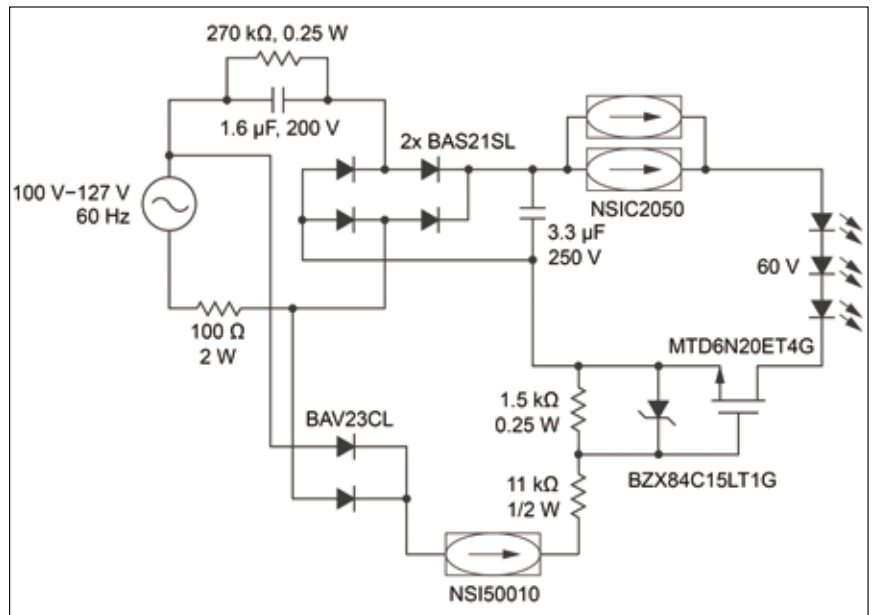 270 kΩ, 0.25 W
1.6 µF, 200 V
2x BAS21SL
100 V–127 V
60 Hz
NSIC2050
3.3 µF
250 V
60 V
100 Ω
2 W
MTD6N20ET4G
1.5 kΩ
0.25 W
BAV23CL
BZX84C15LT1G
11 kΩ
1/2 W
NSI50010